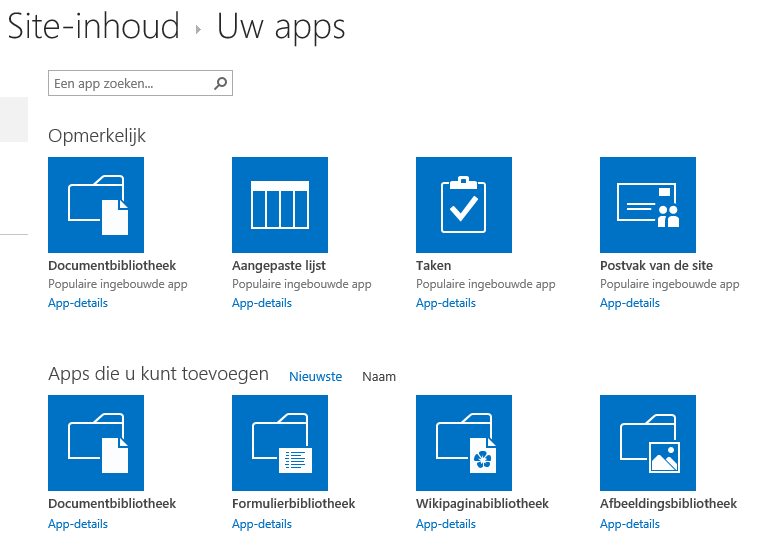 Site-inhoud ▸ Uw apps
Een app zoeken...
Opmerkelijk
Documentbibliotheek Aangepaste lijst Taken Postvak van de site
Populaire ingebouwde app Populaire ingebouwde app Populaire ingebouwde app Populaire ingebouwde app
App-details App-details App-details App-details
Apps die u kunt toevoegen Nieuwste Naam
Documentbibliotheek Formulierbibliotheek Wikipaginabibliotheek Afbeeldingsbibliotheek
App-details App-details App-details App-details